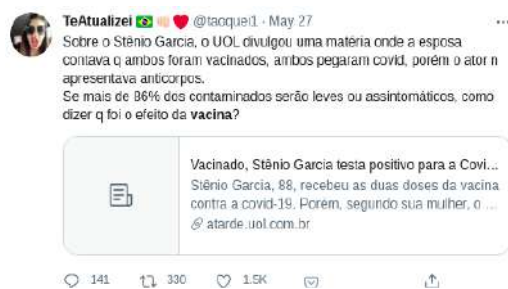 TeAtualizei 🇧🇷 👊🏻 ❤️ @taoquei1 · May 27 ...
Sobre o Stênio Garcia, o UOL divulgou uma matéria onde a esposa
contava q ambos foram vacinados, ambos pegaram covid, porém o ator n
apresentava anticorpos.
Se mais de 86% dos contaminados serão leves ou assintomáticos, como
dizer q foi o efeito da vacina?
Vacinado, Stênio Garcia testa positivo para a Covi...
Stênio Garcia, 88, recebeu as duas doses da vacina
contra a covid-19. Porém, segundo sua mulher, o ...
atarde.uol.com.br
141 330 1.5K